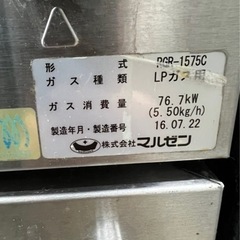 形式 RGR-1575C
ガス種類 LPガス用
ガス消費量 76.7kW
(5.50kg/h)
製造年月・製造番号 16.07.22
株式会社マルゼン